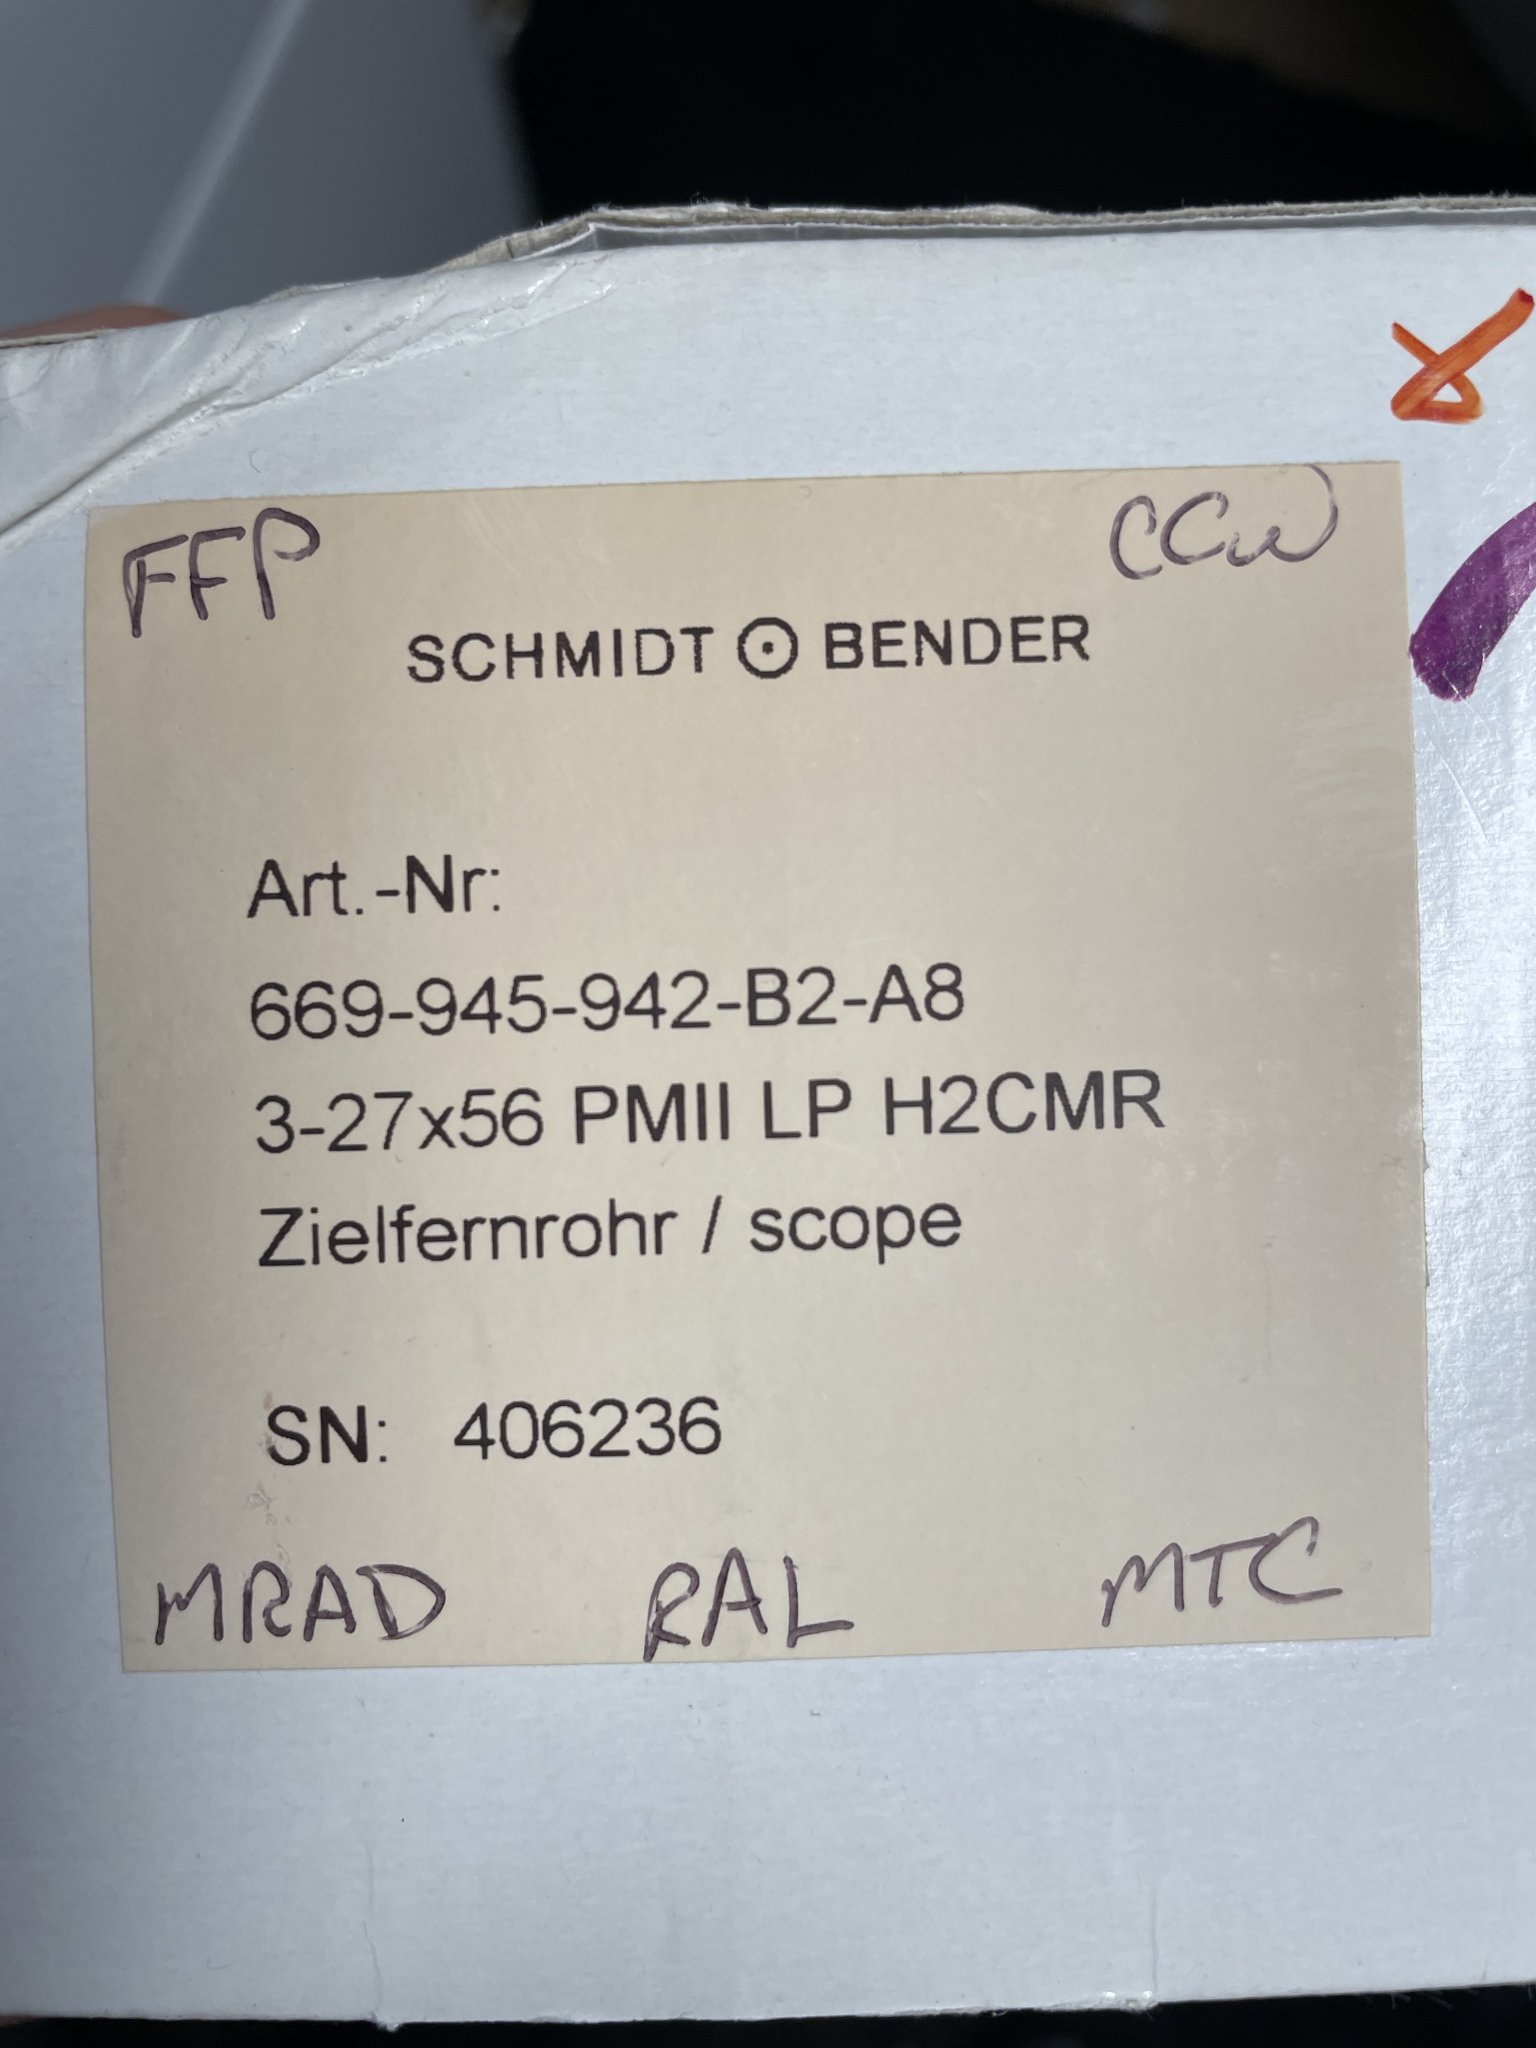 FFP CCW
SCHMIDT BENDER
Art.-Nr:
669-945-942-B2-A8
3-27x56 PMII LP H2CMR
Zielfernrohr / scope
SN: 406236
MRAD RAL MTC